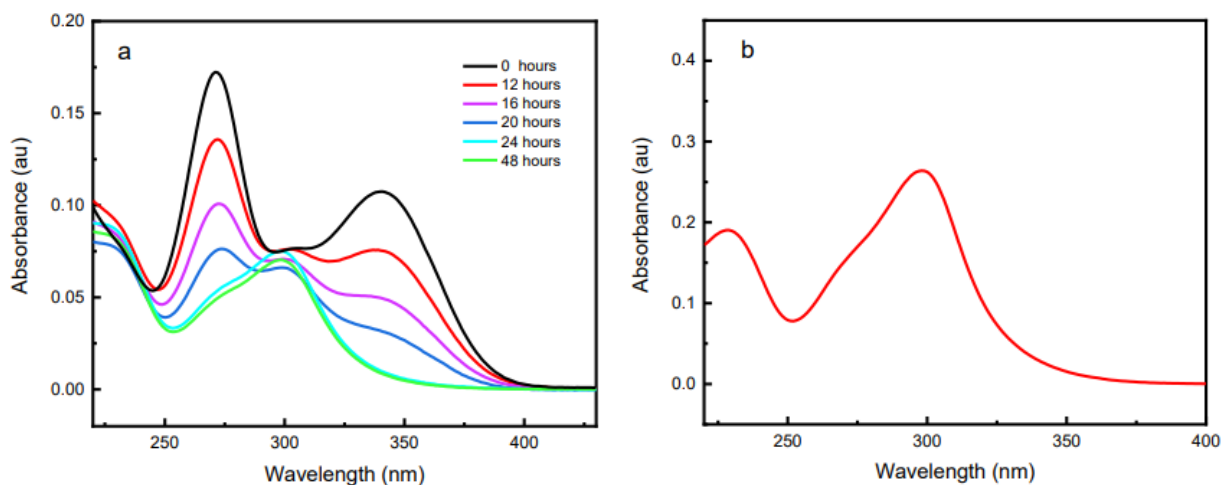 a
0 hours
12 hours
16 hours
20 hours
24 hours
48 hours
0.20
0.15
0.10
0.05
0.00
Absorbance (au)
250
300
350
400
Wavelength (nm)
b
0.4
0.3
0.2
0.1
0.0
Absorbance (au)
250
300
350
400
Wavelength (nm)